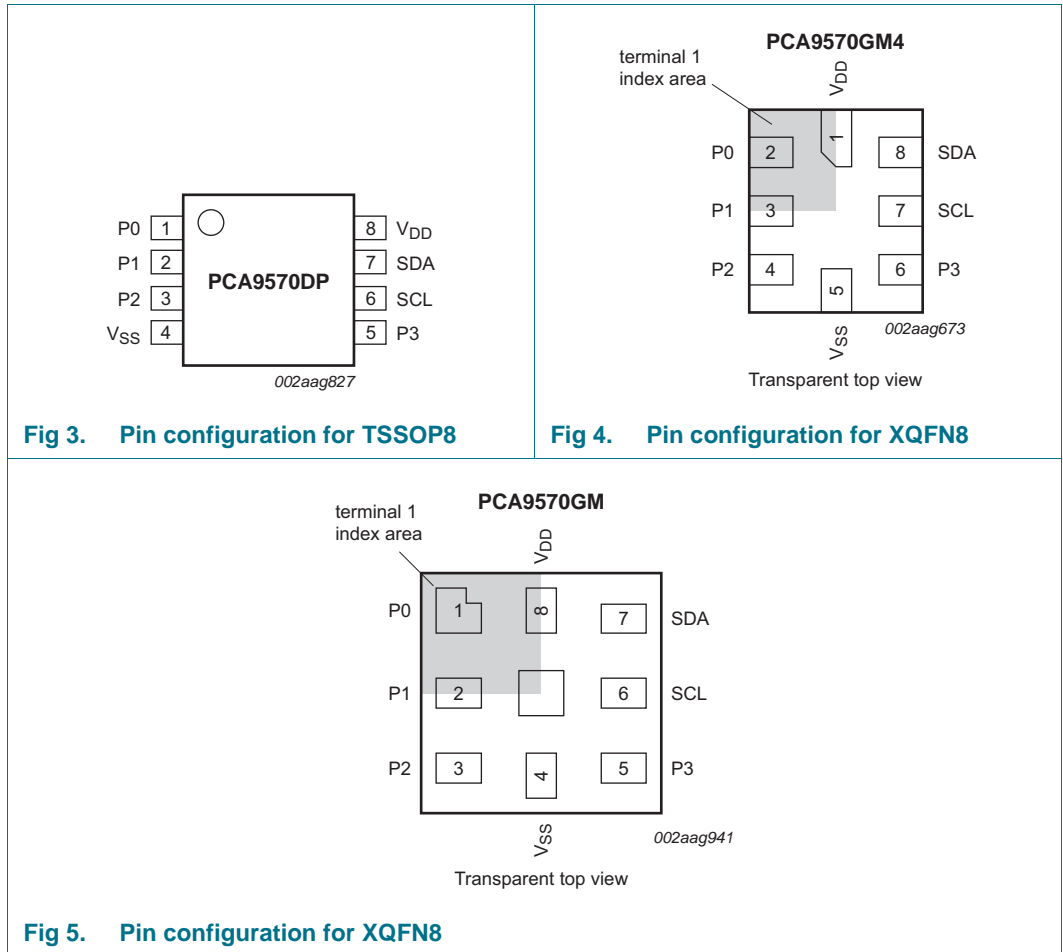 P0 1
P1 2
P2 3
VSS 4
PCA9570DP
8 VDD
7 SDA
6 SCL
5 P3
002aag827
Fig 3. Pin configuration for TSSOP8
PCA9570GM4
terminal 1
index area
VDD
1
P0 2
8 SDA
P1 3
7 SCL
P2 4
6 P3
5
VSS
002aag673
Transparent top view
Fig 4. Pin configuration for XQFN8
PCA9570GM
terminal 1
index area
VDD
P0 1
8
7 SDA
P1 2
6 SCL
P2 3
4
5 P3
VSS
002aag941
Transparent top view
Fig 5. Pin configuration for XQFN8